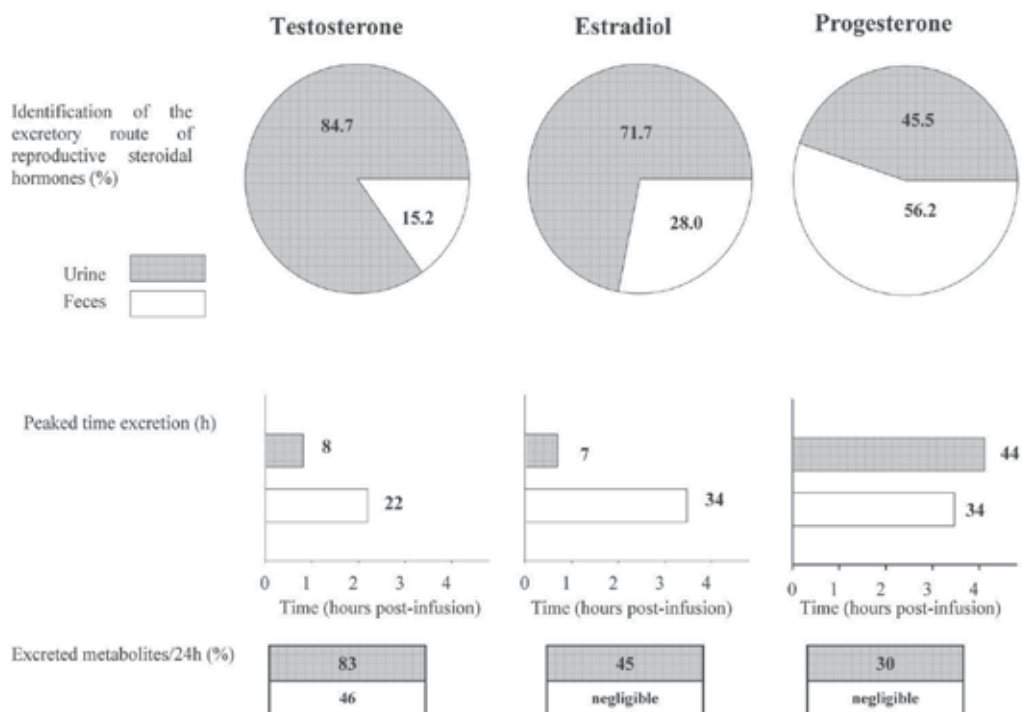 Testosterone Estradiol Progesterone
Identification of the
excretory route of
reproductive steroidal
hormones (%)
84.7
15.2
71.7
28.0
45.5
56.2
Urine
Feces
Peaked time excretion (h)
8
22
7
34
44
34
0 1 2 3 4
Time (hours post-infusion)
0 1 2 3 4
Time (hours post-infusion)
0 1 2 3 4
Time (hours post-infusion)
Excreted metabolites/24h (%)
83
46
45
negligible
30
negligible